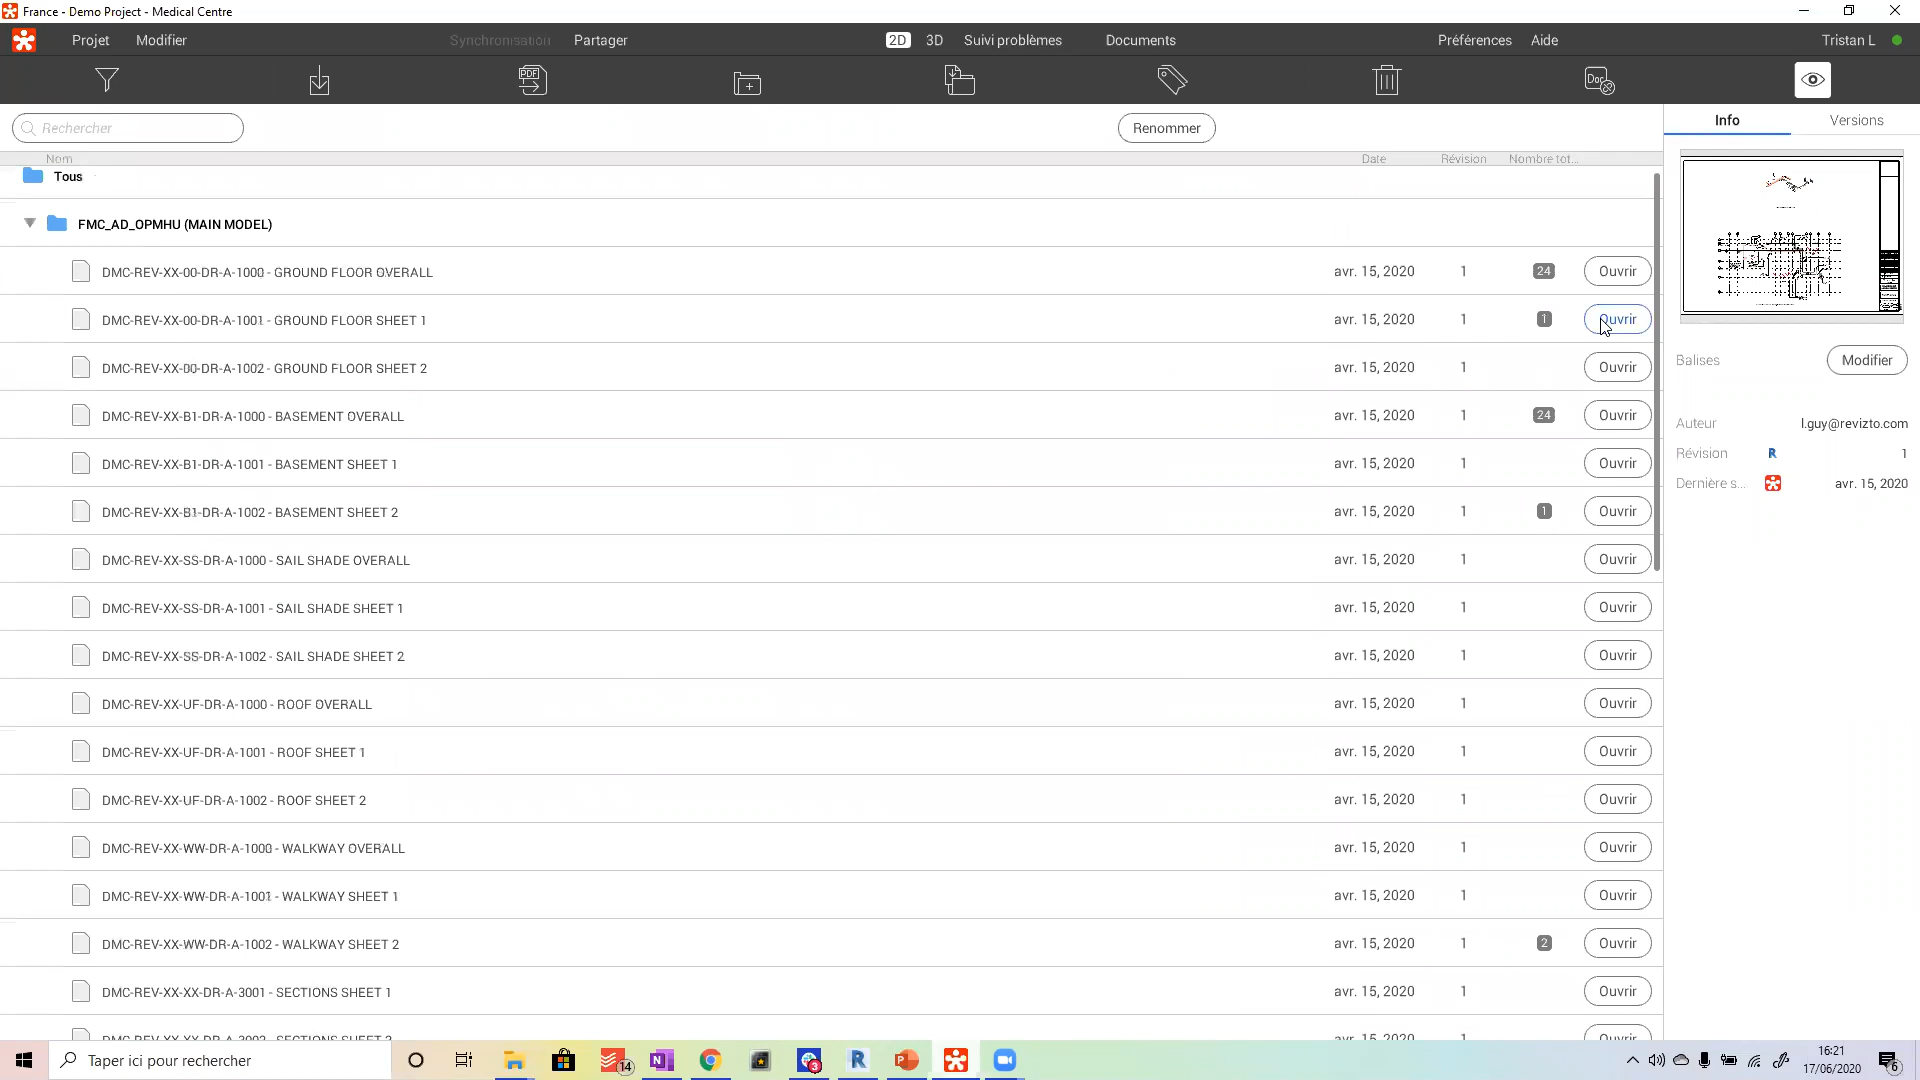 France - Demo Project - Medical Centre
Projet Modifier Synchronisation Partager 2D 3D Suivi problèmes Documents Préférences Aide Tristan L
PDF Doc
Rechercher Renommer Info Versions
Nom Date Révision Nombre tot...
Tous
FMC_AD_OPMHU (MAIN MODEL)
DMC-REV-XX-00-DR-A-1000 - GROUND FLOOR OVERALL avr. 15, 2020 1 24 Ouvrir
DMC-REV-XX-00-DR-A-1001 - GROUND FLOOR SHEET 1 avr. 15, 2020 1 1 Ouvrir
DMC-REV-XX-00-DR-A-1002 - GROUND FLOOR SHEET 2 avr. 15, 2020 1 Ouvrir
DMC-REV-XX-B1-DR-A-1000 - BASEMENT OVERALL avr. 15, 2020 1 24 Ouvrir
DMC-REV-XX-B1-DR-A-1001 - BASEMENT SHEET 1 avr. 15, 2020 1 Ouvrir
DMC-REV-XX-B1-DR-A-1002 - BASEMENT SHEET 2 avr. 15, 2020 1 1 Ouvrir
DMC-REV-XX-SS-DR-A-1000 - SAIL SHADE OVERALL avr. 15, 2020 1 Ouvrir
DMC-REV-XX-SS-DR-A-1001 - SAIL SHADE SHEET 1 avr. 15, 2020 1 Ouvrir
DMC-REV-XX-SS-DR-A-1002 - SAIL SHADE SHEET 2 avr. 15, 2020 1 Ouvrir
DMC-REV-XX-UF-DR-A-1000 - ROOF OVERALL avr. 15, 2020 1 Ouvrir
DMC-REV-XX-UF-DR-A-1001 - ROOF SHEET 1 avr. 15, 2020 1 Ouvrir
DMC-REV-XX-UF-DR-A-1002 - ROOF SHEET 2 avr. 15, 2020 1 Ouvrir
DMC-REV-XX-WW-DR-A-1000 - WALKWAY OVERALL avr. 15, 2020 1 Ouvrir
DMC-REV-XX-WW-DR-A-1001 - WALKWAY SHEET 1 avr. 15, 2020 1 Ouvrir
DMC-REV-XX-WW-DR-A-1002 - WALKWAY SHEET 2 avr. 15, 2020 1 2 Ouvrir
DMC-REV-XX-XX-DR-A-3001 - SECTIONS SHEET 1 avr. 15, 2020 1 Ouvrir
Balises Modifier
Auteur l.guy@revizto.com
Révision R 1
Dernière s... avr. 15, 2020
Taper ici pour rechercher 14 3 16:21
17/06/2020 6